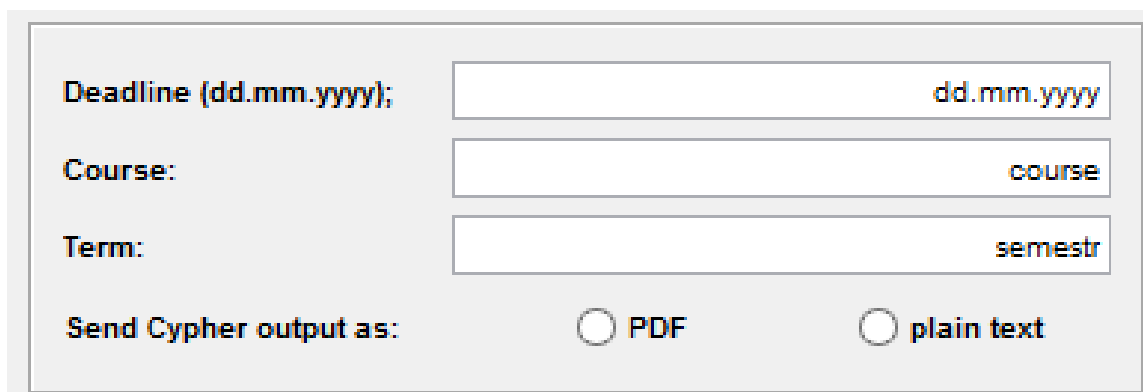 Deadline (dd.mm.yyyy); dd.mm.yyyy
Course: course
Term: semestr
Send Cypher output as: PDF plain text